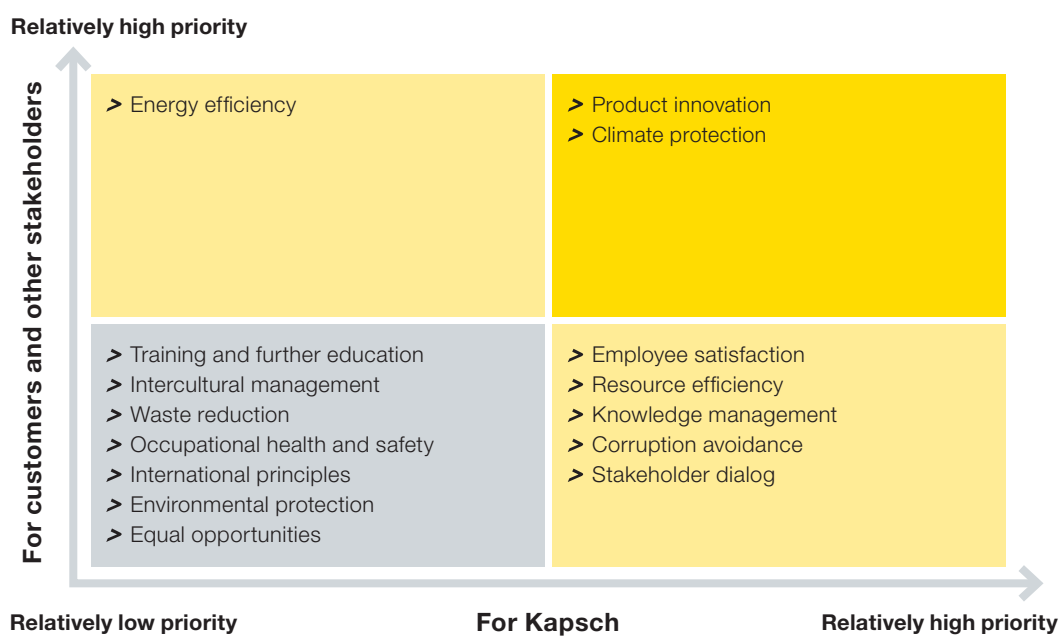 Relatively high priority
For customers and other stakeholders
> Energy efficiency
> Product innovation
> Climate protection
> Training and further education
> Intercultural management
> Waste reduction
> Occupational health and safety
> International principles
> Environmental protection
> Equal opportunities
> Employee satisfaction
> Resource efficiency
> Knowledge management
> Corruption avoidance
> Stakeholder dialog
Relatively low priority
For Kapsch
Relatively high priority